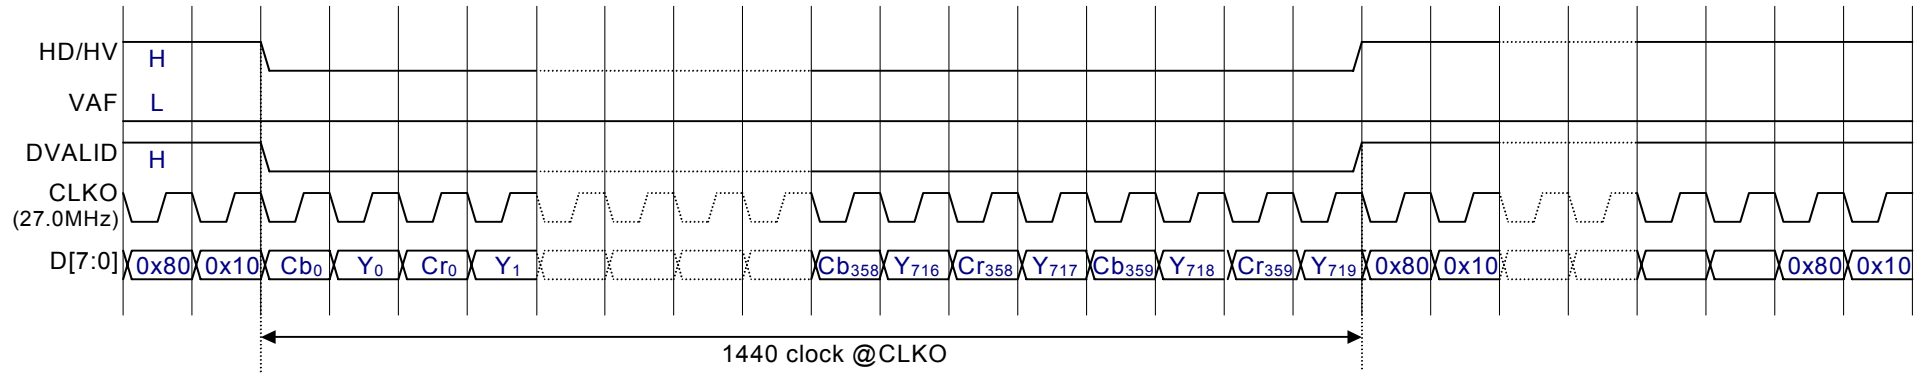 HD/HV H
VAF L
DVALID H
CLKO
(27.0MHz)
D[7:0] 0x80 0x10 Cb0 Y0 Cr0 Y1 Cb358 Y716 Cr358 Y717 Cb359 Y718 Cr359 Y719 0x80 0x10 0x80 0x10
1440 clock @CLKO